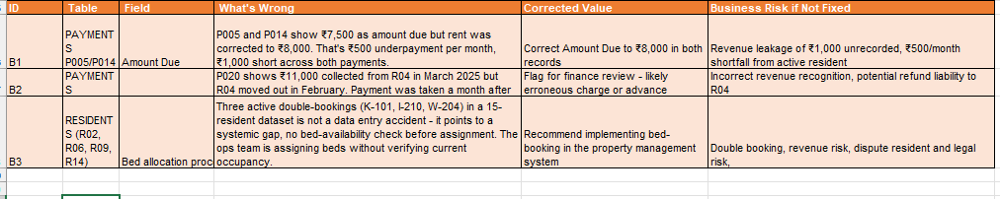 ID Table Field What's Wrong Corrected Value Business Risk if Not Fixed
B1
PAYMENT
S
P005/P014
Amount Due
P005 and P014 show ₹7,500 as amount due but rent was
corrected to ₹8,000. That's ₹500 underpayment per month,
₹1,000 short across both payments.
Correct Amount Due to ₹8,000 in both
records
Revenue leakage of ₹1,000 unrecorded, ₹500/month
shortfall from active resident
B2
PAYMENT
S
P020 shows ₹11,000 collected from R04 in March 2025 but
R04 moved out in February. Payment was taken a month after
Flag for finance review - likely
erroneous charge or advance
Incorrect revenue recognition, potential refund liability to
R04
B3
RESIDENT
S (R02,
R06, R09,
R14)
Bed allocation proc
Three active double-bookings (K-101, I-210, W-204) in a 15-
resident dataset is not a data entry accident - it points to a
systemic gap, no bed-availability check before assignment. The
ops team is assigning beds without verifying current
occupancy.
Recommend implementing bed-
booking in the property management
system
Double booking, revenue risk, dispute resident and legal
risk,